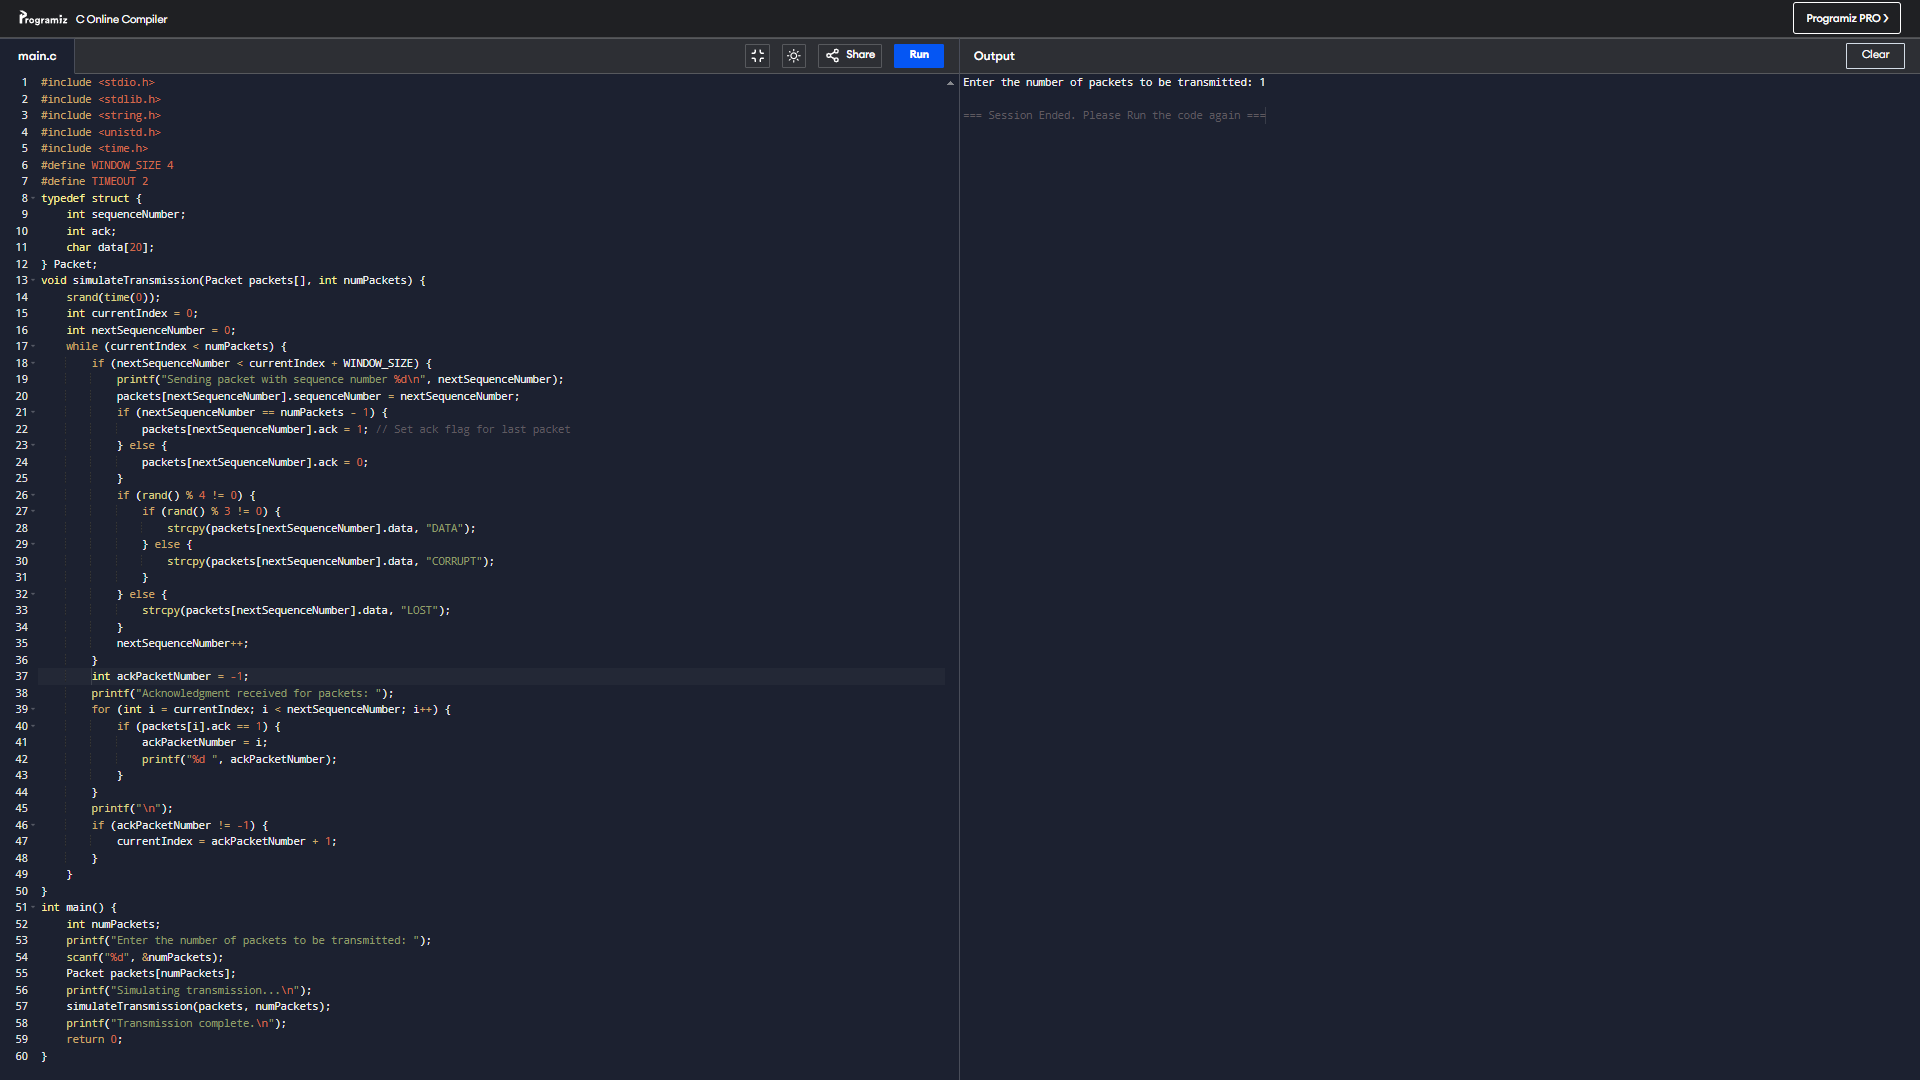 Programiz C Online Compiler
Programiz PRO ›
main.c
Share
Run
Output
Clear
1 #include <stdio.h>
2 #include <stdlib.h>
3 #include <string.h>
4 #include <unistd.h>
5 #include <time.h>
6 #define WINDOW_SIZE 4
7 #define TIMEOUT 2
8 typedef struct {
9     int sequenceNumber;
10     int ack;
11     char data[20];
12 } Packet;
13 void simulateTransmission(Packet packets[], int numPackets) {
14     srand(time(0));
15     int currentIndex = 0;
16     int nextSequenceNumber = 0;
17     while (currentIndex < numPackets) {
18         if (nextSequenceNumber < currentIndex + WINDOW_SIZE) {
19             printf("Sending packet with sequence number %d\n", nextSequenceNumber);
20             packets[nextSequenceNumber].sequenceNumber = nextSequenceNumber;
21             if (nextSequenceNumber == numPackets - 1) {
22                 packets[nextSequenceNumber].ack = 1; // Set ack flag for last packet
23             } else {
24                 packets[nextSequenceNumber].ack = 0;
25             }
26             if (rand() % 4 != 0) {
27                 if (rand() % 3 != 0) {
28                     strcpy(packets[nextSequenceNumber].data, "DATA");
29                 } else {
30                     strcpy(packets[nextSequenceNumber].data, "CORRUPT");
31                 }
32             } else {
33                 strcpy(packets[nextSequenceNumber].data, "LOST");
34             }
35             nextSequenceNumber++;
36         }
37         int ackPacketNumber = -1;
38         printf("Acknowledgment received for packets: ");
39         for (int i = currentIndex; i < nextSequenceNumber; i++) {
40             if (packets[i].ack == 1) {
41                 ackPacketNumber = i;
42                 printf("%d ", ackPacketNumber);
43             }
44         }
45         printf("\n");
46         if (ackPacketNumber != -1) {
47             currentIndex = ackPacketNumber + 1;
48         }
49     }
50 }
51 int main() {
52     int numPackets;
53     printf("Enter the number of packets to be transmitted: ");
54     scanf("%d", &numPackets);
55     Packet packets[numPackets];
56     printf("Simulating transmission...\n");
57     simulateTransmission(packets, numPackets);
58     printf("Transmission complete.\n");
59     return 0;
60 }
Enter the number of packets to be transmitted: 1
=== Session Ended. Please Run the code again ===